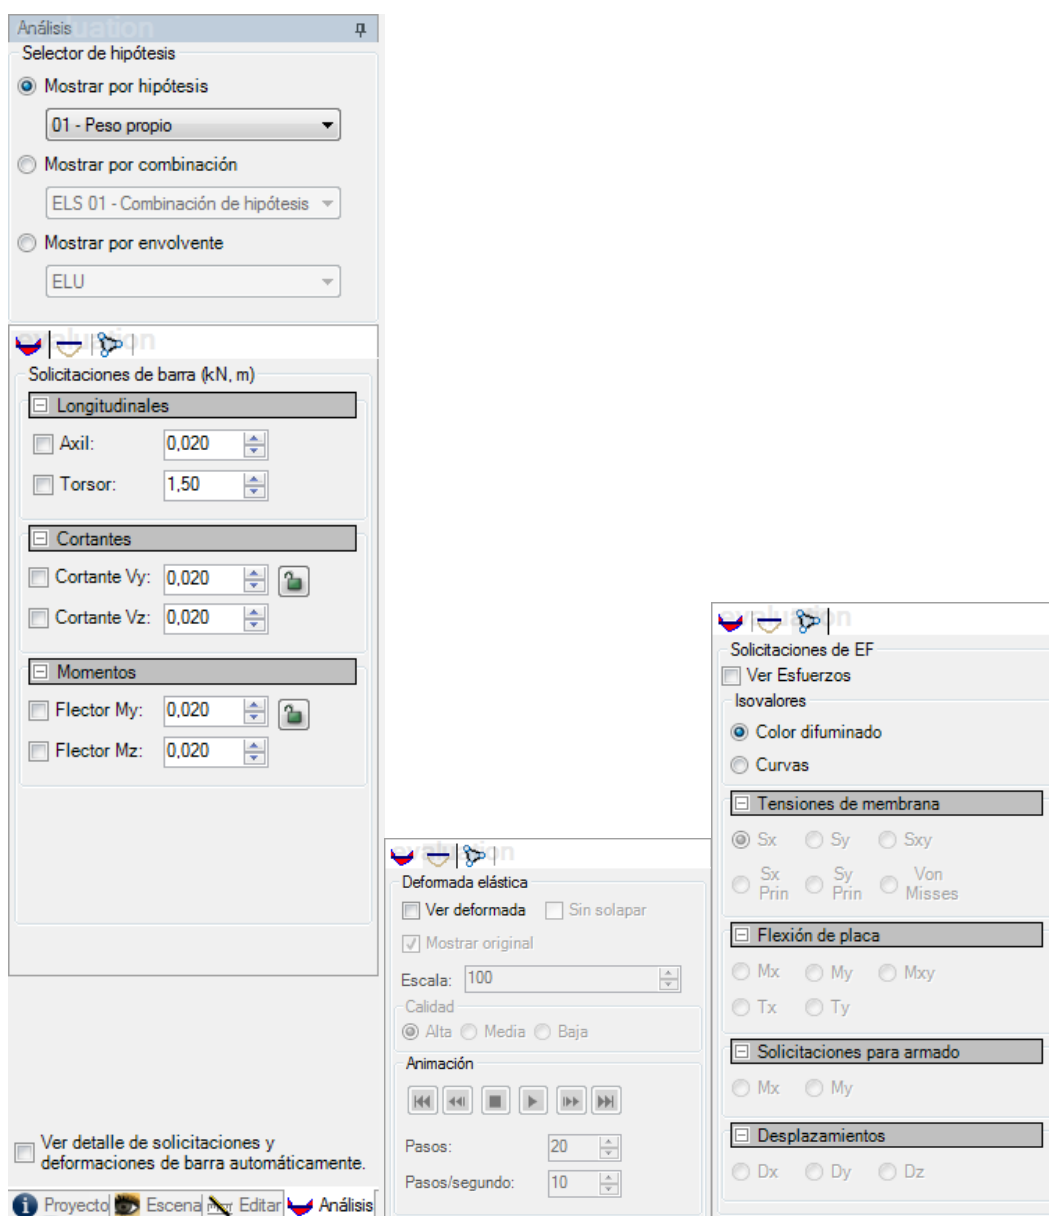 Análisis
Selector de hipótesis
Mostrar por hipótesis
01 - Peso propio
Mostrar por combinación
ELS 01 - Combinación de hipótesis
Mostrar por envolvente
ELU
evaluation
Solicitaciones de barra (kN, m)
Longitudinales
Axil: 0,020
Torsor: 1,50
Cortantes
Cortante Vy: 0,020
Cortante Vz: 0,020
Momentos
Flector My: 0,020
Flector Mz: 0,020
Ver detalle de solicitaciones y
deformaciones de barra automáticamente.
Proyecto Escena Editar Análisis
evaluation
Deformada elástica
Ver deformada Sin solapar
Mostrar original
Escala: 100
Calidad
Alta Media Baja
Animación
Pasos: 20
Pasos/segundo: 10
evaluation
Solicitaciones de EF
Ver Esfuerzos
Isovalores
Color difuminado
Curvas
Tensiones de membrana
Sx Sy Sxy
Sx Prin Sy Prin Von Misses
Flexión de placa
Mx My Mxy
Tx Ty
Solicitaciones para armado
Mx My
Desplazamientos
Dx Dy Dz